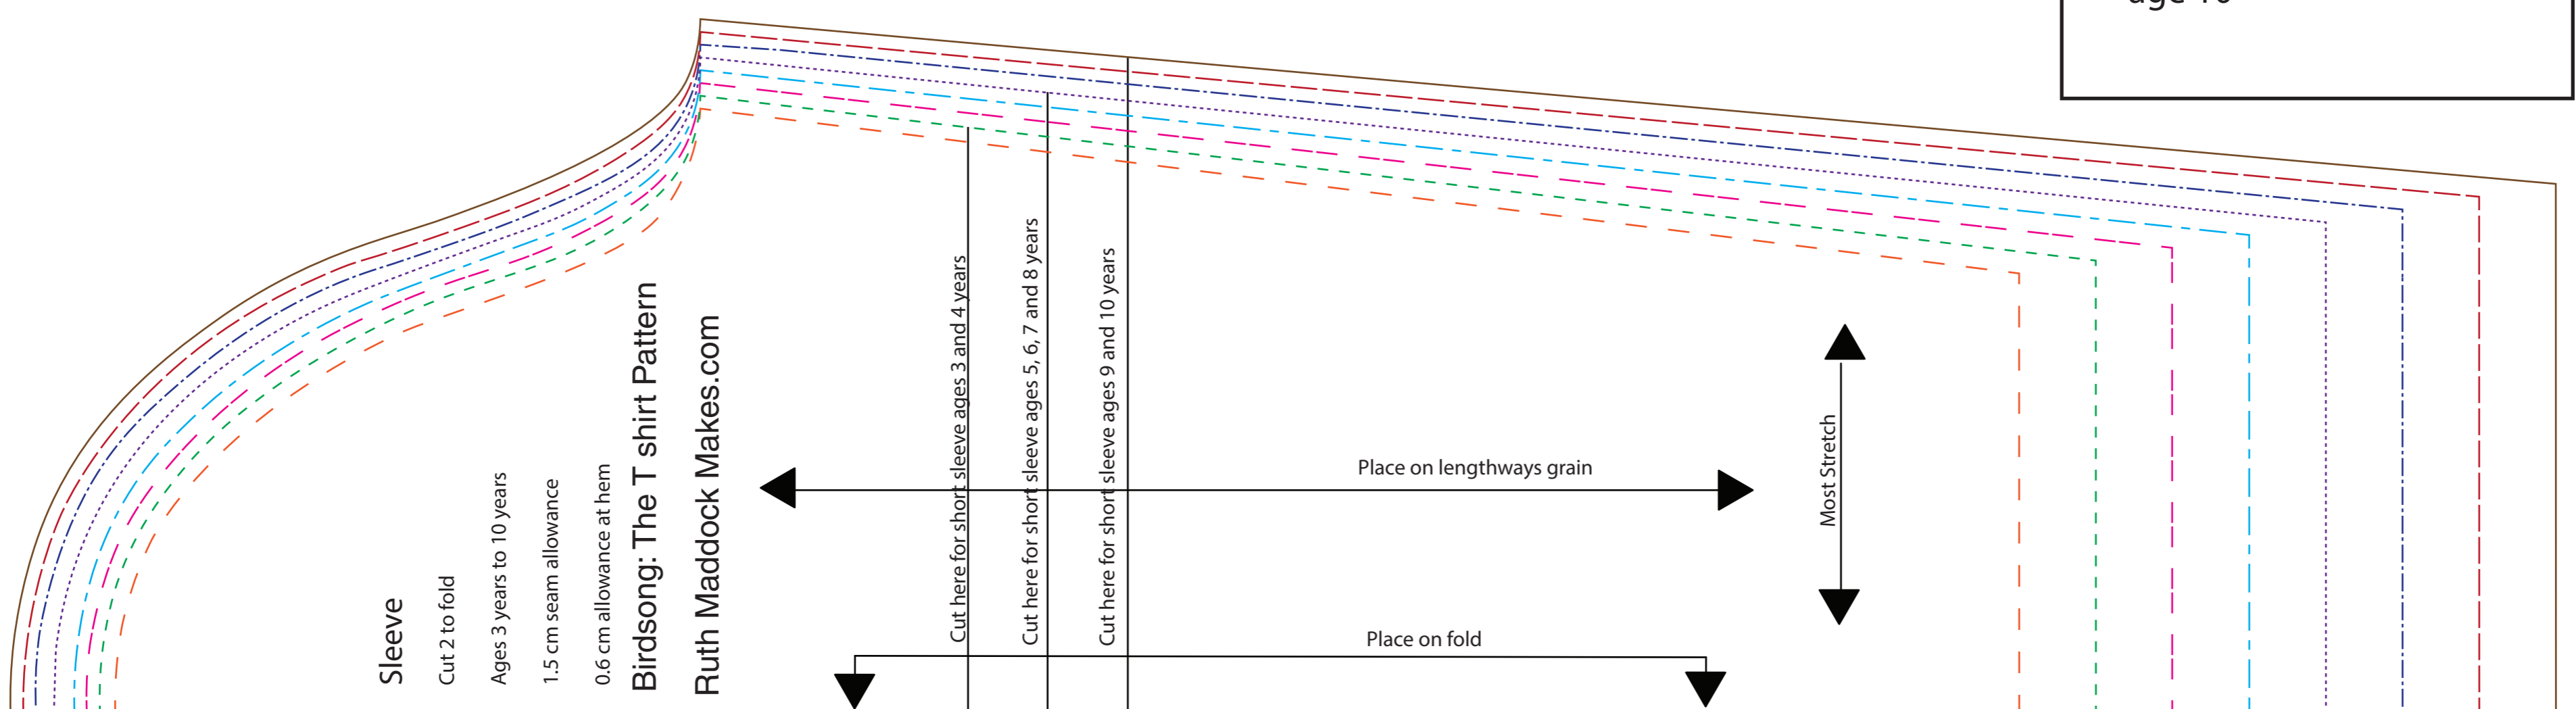 age 10
Sleeve
Cut 2 to fold
Ages 3 years to 10 years
1.5 cm seam allowance
0.6 cm allowance at hem
Birdsong: The T shirt Pattern
Ruth Maddock Makes.com
Cut here for short sleeve ages 3 and 4 years
Cut here for short sleeve ages 5, 6, 7 and 8 years
Cut here for short sleeve ages 9 and 10 years
Place on lengthways grain
Place on fold
Most Stretch